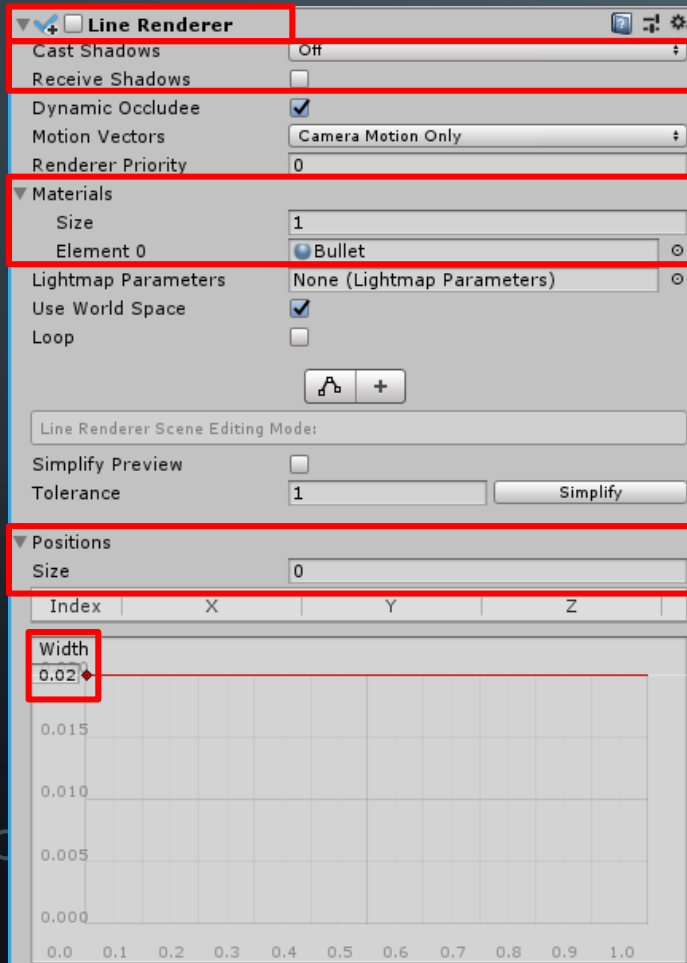 Line Renderer
Cast Shadows Off
Receive Shadows
Dynamic Occludee
Motion Vectors Camera Motion Only
Renderer Priority 0
Materials
Size 1
Element 0 Bullet
Lightmap Parameters None (Lightmap Parameters)
Use World Space
Loop
+
Line Renderer Scene Editing Mode:
Simplify Preview
Tolerance 1 Simplify
Positions
Size 0
Index X Y Z
Width
0.02
0.015
0.010
0.005
0.000
0.0 0.1 0.2 0.3 0.4 0.5 0.6 0.7 0.8 0.9 1.0